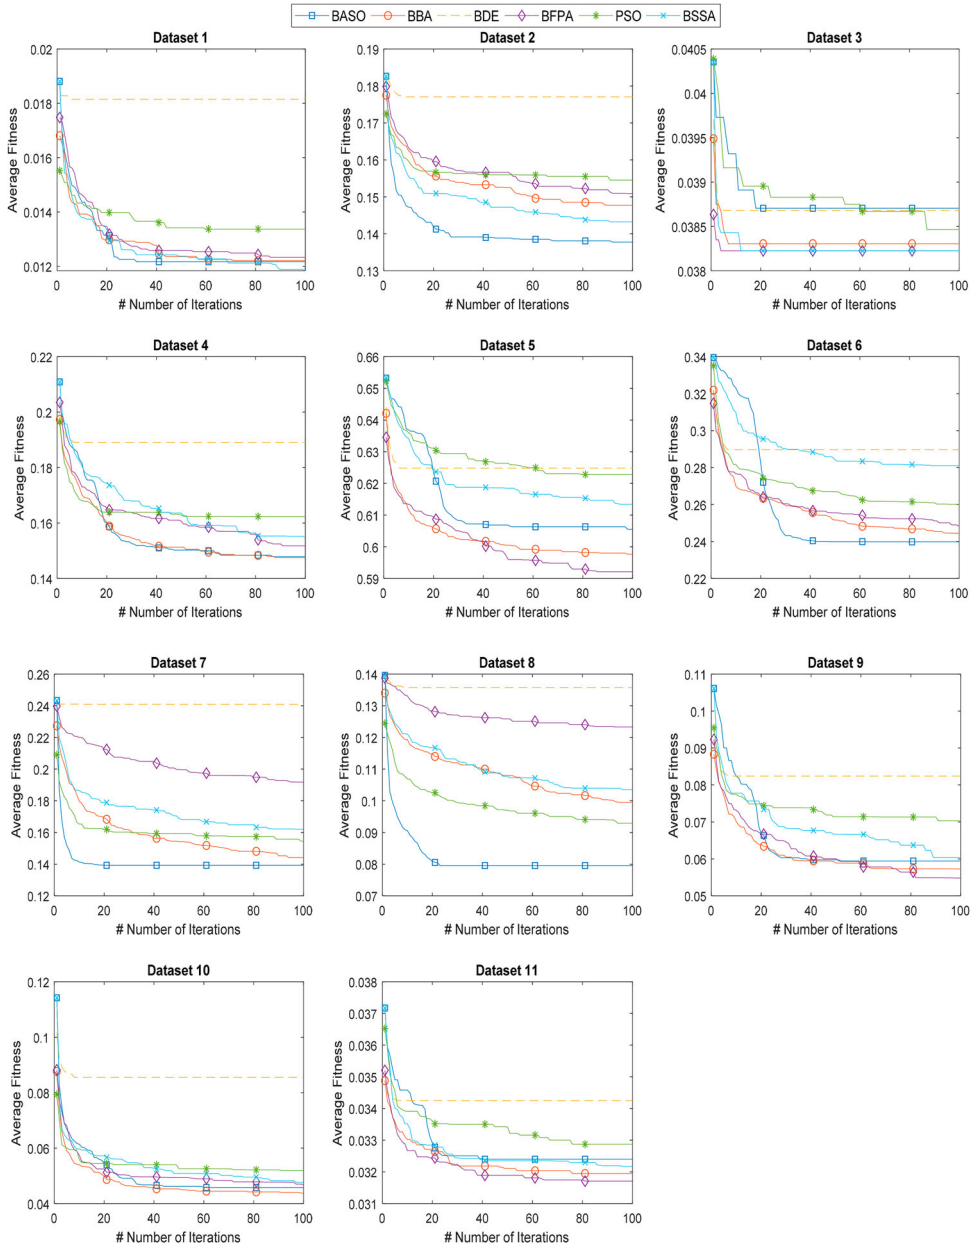 BASO BBA BDE BFPA PSO BSSA
Dataset 1
Average Fitness
0.02
0.018
0.016
0.014
0.012
0 20 40 60 80 100
# Number of Iterations
Dataset 2
Average Fitness
0.19
0.18
0.17
0.16
0.15
0.14
0.13
0 20 40 60 80 100
# Number of Iterations
Dataset 3
Average Fitness
0.0405
0.04
0.0395
0.039
0.0385
0.038
0 20 40 60 80 100
# Number of Iterations
Dataset 4
Average Fitness
0.22
0.2
0.18
0.16
0.14
0 20 40 60 80 100
# Number of Iterations
Dataset 5
Average Fitness
0.66
0.65
0.64
0.63
0.62
0.61
0.6
0.59
0 20 40 60 80 100
# Number of Iterations
Dataset 6
Average Fitness
0.34
0.32
0.3
0.28
0.26
0.24
0.22
0 20 40 60 80 100
# Number of Iterations
Dataset 7
Average Fitness
0.26
0.24
0.22
0.2
0.18
0.16
0.14
0.12
0 20 40 60 80 100
# Number of Iterations
Dataset 8
Average Fitness
0.14
0.13
0.12
0.11
0.1
0.09
0.08
0.07
0 20 40 60 80 100
# Number of Iterations
Dataset 9
Average Fitness
0.11
0.1
0.09
0.08
0.07
0.06
0.05
0 20 40 60 80 100
# Number of Iterations
Dataset 10
Average Fitness
0.12
0.1
0.08
0.06
0.04
0 20 40 60 80 100
# Number of Iterations
Dataset 11
Average Fitness
0.038
0.037
0.036
0.035
0.034
0.033
0.032
0.031
0 20 40 60 80 100
# Number of Iterations